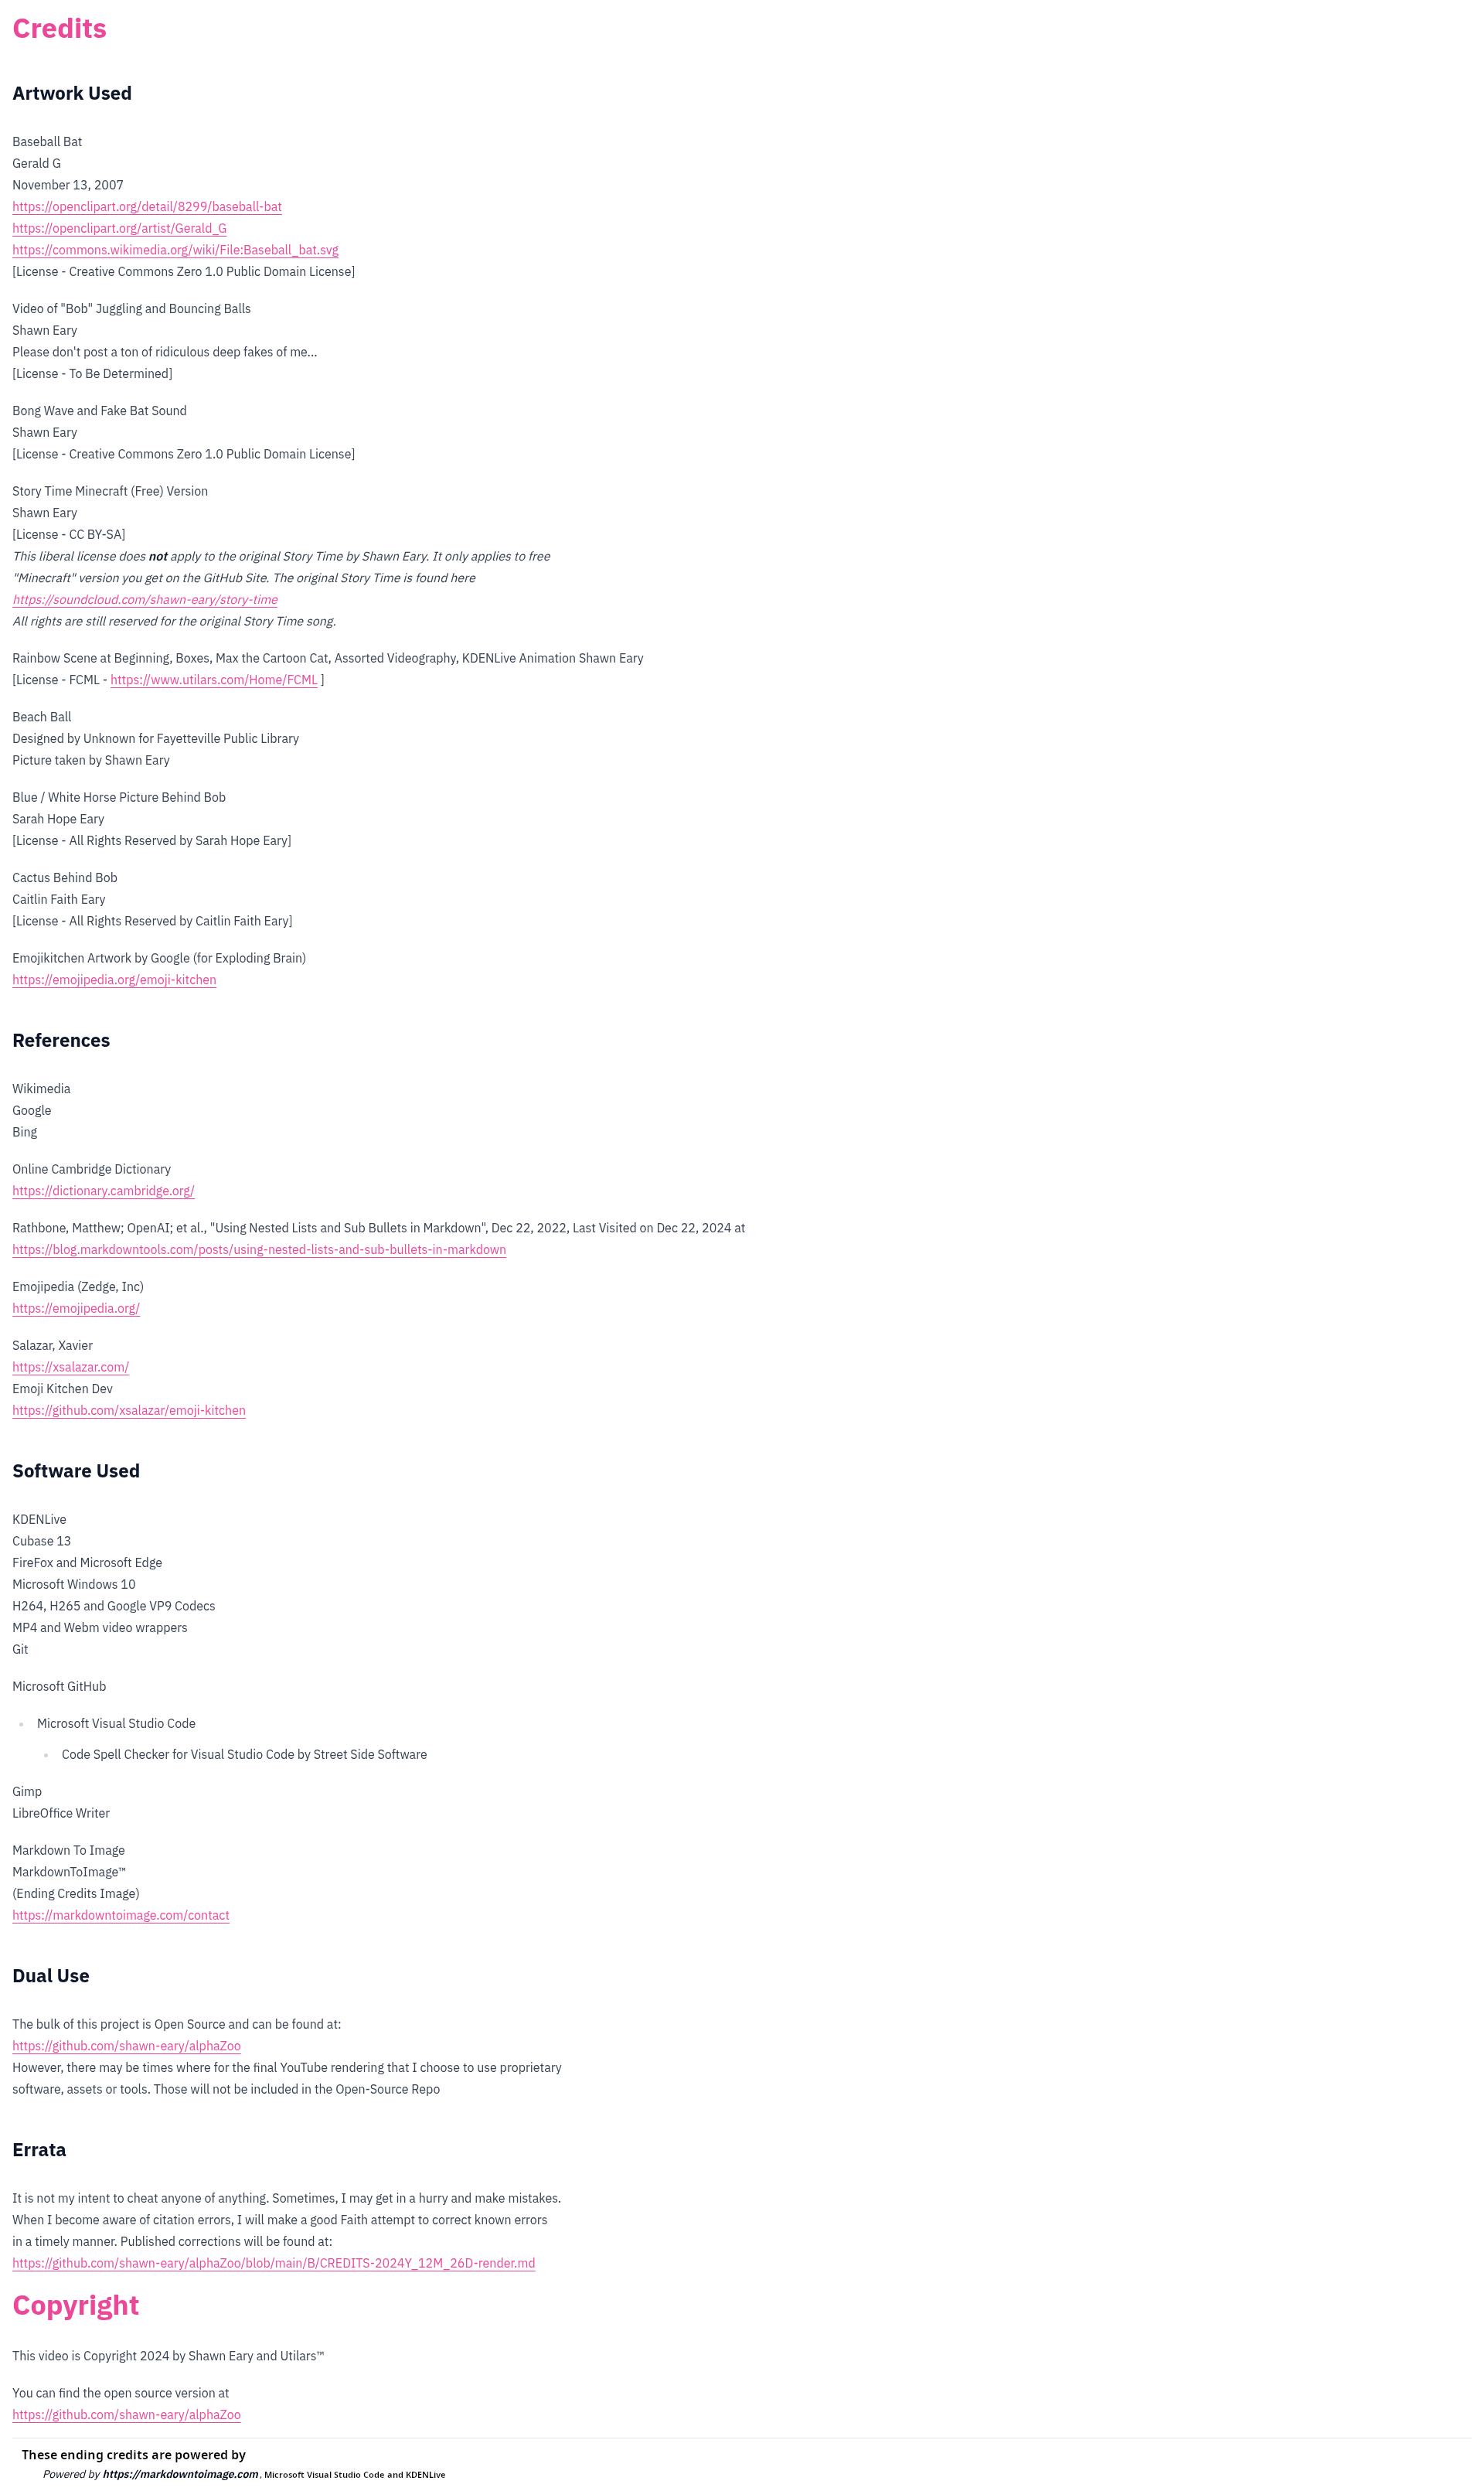 Credits
Artwork Used
Baseball Bat
Gerald G
November 13, 2007
https://openclipart.org/detail/8299/baseball-bat
https://openclipart.org/artist/Gerald_G
https://commons.wikimedia.org/wiki/File:Baseball_bat.svg
[License - Creative Commons Zero 1.0 Public Domain License]
Video of "Bob" Juggling and Bouncing Balls
Shawn Eary
Please don't post a ton of ridiculous deep fakes of me...
[License - To Be Determined]
Bong Wave and Fake Bat Sound
Shawn Eary
[License - Creative Commons Zero 1.0 Public Domain License]
Story Time Minecraft (Free) Version
Shawn Eary
[License - CC BY-SA]
This liberal license does not apply to the original Story Time by Shawn Eary. It only applies to free
"Minecraft" version you get on the GitHub Site. The original Story Time is found here
https://soundcloud.com/shawn-eary/story-time
All rights are still reserved for the original Story Time song.
Rainbow Scene at Beginning, Boxes, Max the Cartoon Cat, Assorted Videography, KDENLive Animation Shawn Eary
[License - FCML - https://www.utilars.com/Home/FCML ]
Beach Ball
Designed by Unknown for Fayetteville Public Library
Picture taken by Shawn Eary
Blue / White Horse Picture Behind Bob
Sarah Hope Eary
[License - All Rights Reserved by Sarah Hope Eary]
Cactus Behind Bob
Caitlin Faith Eary
[License - All Rights Reserved by Caitlin Faith Eary]
Emojikitchen Artwork by Google (for Exploding Brain)
https://emojipedia.org/emoji-kitchen
References
Wikimedia
Google
Bing
Online Cambridge Dictionary
https://dictionary.cambridge.org/
Rathbone, Matthew; OpenAI; et al., "Using Nested Lists and Sub Bullets in Markdown", Dec 22, 2022, Last Visited on Dec 22, 2024 at
https://blog.markdowntools.com/posts/using-nested-lists-and-sub-bullets-in-markdown
Emojipedia (Zedge, Inc)
https://emojipedia.org/
Salazar, Xavier
https://xsalazar.com/
Emoji Kitchen Dev
https://github.com/xsalazar/emoji-kitchen
Software Used
KDENLive
Cubase 13
FireFox and Microsoft Edge
Microsoft Windows 10
H264, H265 and Google VP9 Codecs
MP4 and Webm video wrappers
Git
Microsoft GitHub
Microsoft Visual Studio Code
Code Spell Checker for Visual Studio Code by Street Side Software
Gimp
LibreOffice Writer
Markdown To Image
MarkdownToImage™
(Ending Credits Image)
https://markdowntoimage.com/contact
Dual Use
The bulk of this project is Open Source and can be found at:
https://github.com/shawn-eary/alphaZoo
However, there may be times where for the final YouTube rendering that I choose to use proprietary
software, assets or tools. Those will not be included in the Open-Source Repo
Errata
It is not my intent to cheat anyone of anything. Sometimes, I may get in a hurry and make mistakes.
When I become aware of citation errors, I will make a good Faith attempt to correct known errors
in a timely manner. Published corrections will be found at:
https://github.com/shawn-eary/alphaZoo/blob/main/B/CREDITS-2024Y_12M_26D-render.md
Copyright
This video is Copyright 2024 by Shawn Eary and Utilars™
You can find the open source version at
https://github.com/shawn-eary/alphaZoo
These ending credits are powered by
Powered by https://markdowntoimage.com , Microsoft Visual Studio Code and KDENLive